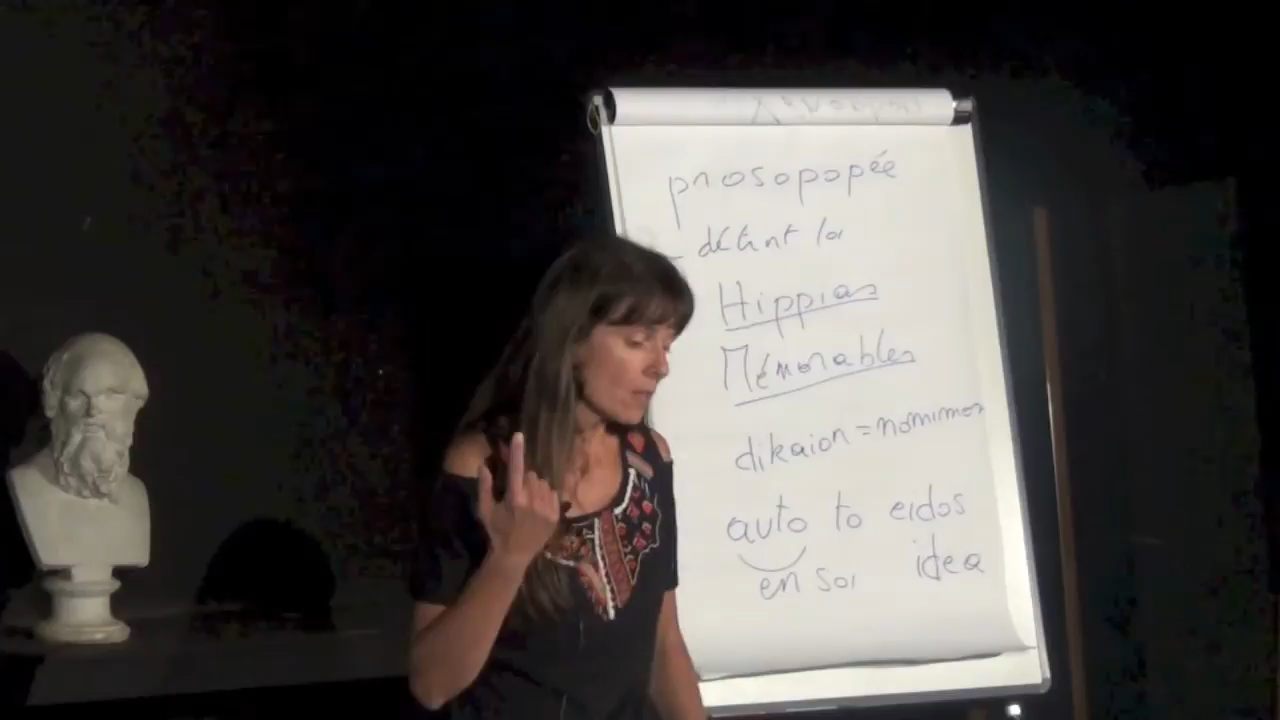 prosopopée
Hippias
Mémorables
dikaion = nomimon
auto to eidos
en soi idea